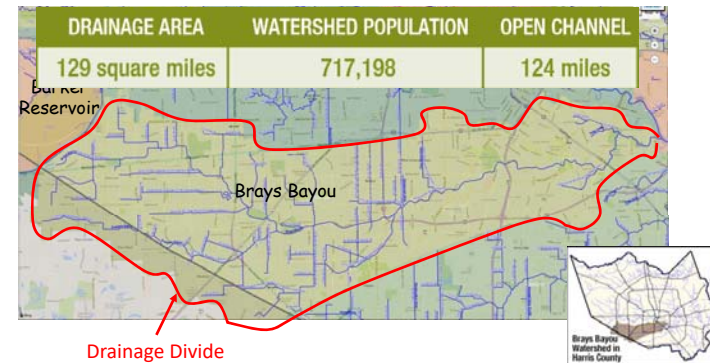 DRAINAGE AREA WATERSHED POPULATION OPEN CHANNEL
129 square miles 717,198 124 miles
Barker
Reservoir
Brays Bayou
Drainage Divide
Brays Bayou
Watershed in
Harris County